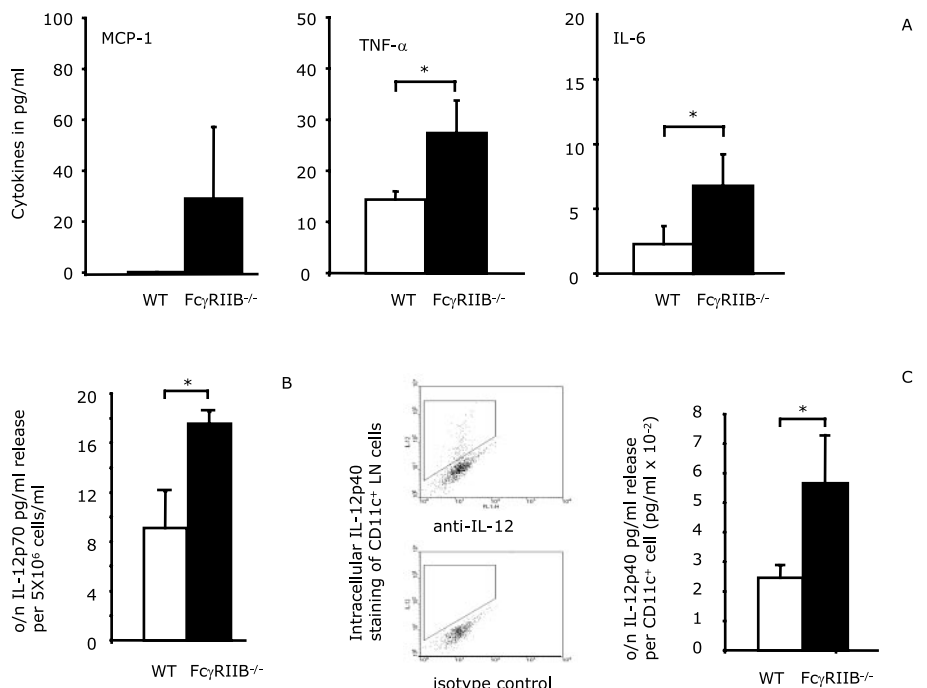 A
MCP-1
Cytokines in pg/ml
100
80
60
40
20
0
WT FcγRIIB-/-
TNF-α
*
50
40
30
20
10
0
WT FcγRIIB-/-
IL-6
*
20
15
10
5
0
WT FcγRIIB-/-
B
o/n IL-12p70 pg/ml release
per 5X10⁶ cells/ml
*
20
16
12
8
4
0
WT FcγRIIB-/-
Intracellular IL-12p40
staining of CD11c⁺ LN cells
anti-IL-12
isotype control
C
o/n IL-12p40 pg/ml release
per CD11c⁺ cell (pg/ml x 10⁻²)
*
8
7
6
5
4
3
2
1
0
WT FcγRIIB-/-